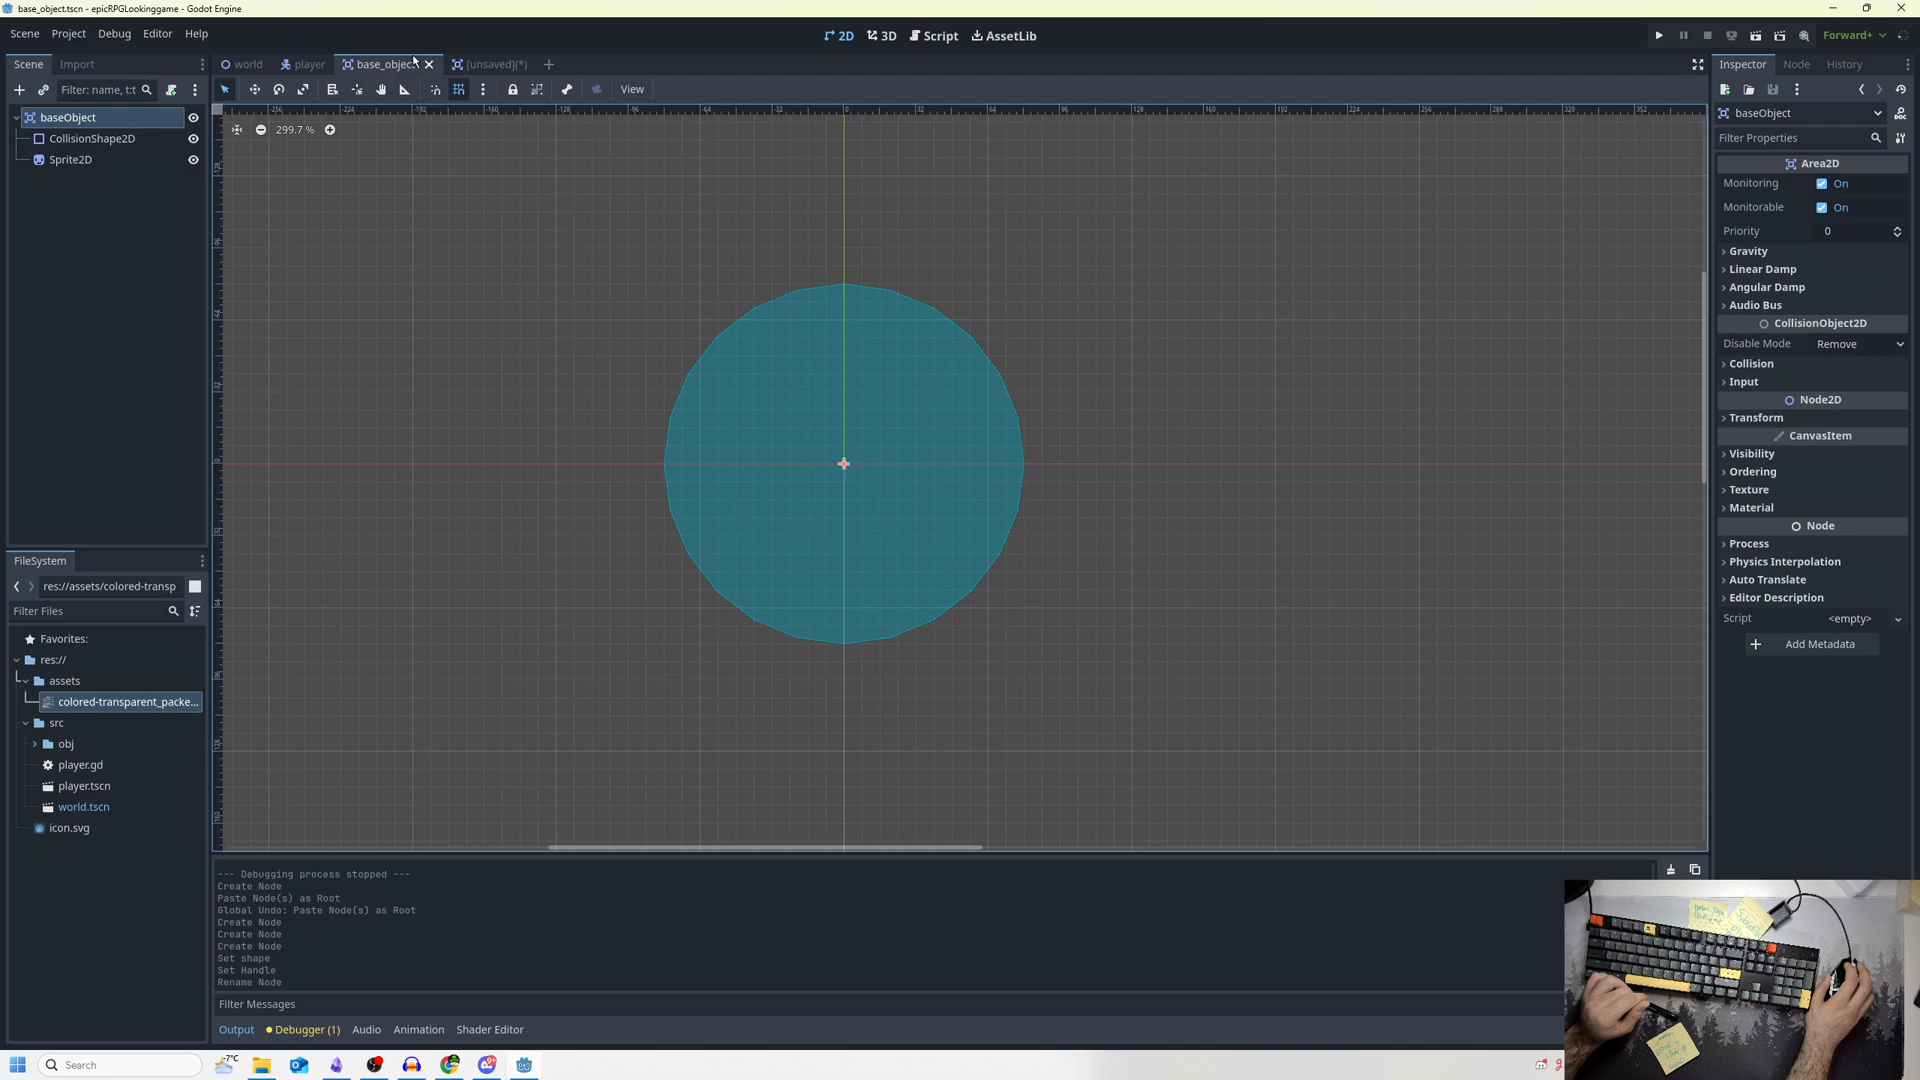 base_object.tscn - epicRPGLookinggame - Godot Engine
Scene Project Debug Editor Help
2D 3D Script AssetLib
Forward+
Scene Import
world player base_object [unsaved](*)
Inspector Node History
Filter: name, t:t
View
baseObject
CollisionShape2D
Sprite2D
299.7 %
baseObject
Filter Properties
Area2D
Monitoring On
Monitorable On
Priority 0
Gravity
Linear Damp
Angular Damp
Audio Bus
CollisionObject2D
Disable Mode Remove
Collision
Input
Node2D
Transform
CanvasItem
Visibility
Ordering
Texture
Material
Node
Process
Physics Interpolation
Auto Translate
Editor Description
Script <empty>
Add Metadata
FileSystem
res://assets/colored-transp
Filter Files
Favorites:
res://
assets
colored-transparent_packe...
src
obj
player.gd
player.tscn
world.tscn
icon.svg
--- Debugging process stopped ---
Create Node
Paste Node(s) as Root
Global Undo: Paste Node(s) as Root
Create Node
Create Node
Create Node
Set shape
Set Handle
Rename Node
Filter Messages
Output Debugger (1) Audio Animation Shader Editor
Search
-7°C